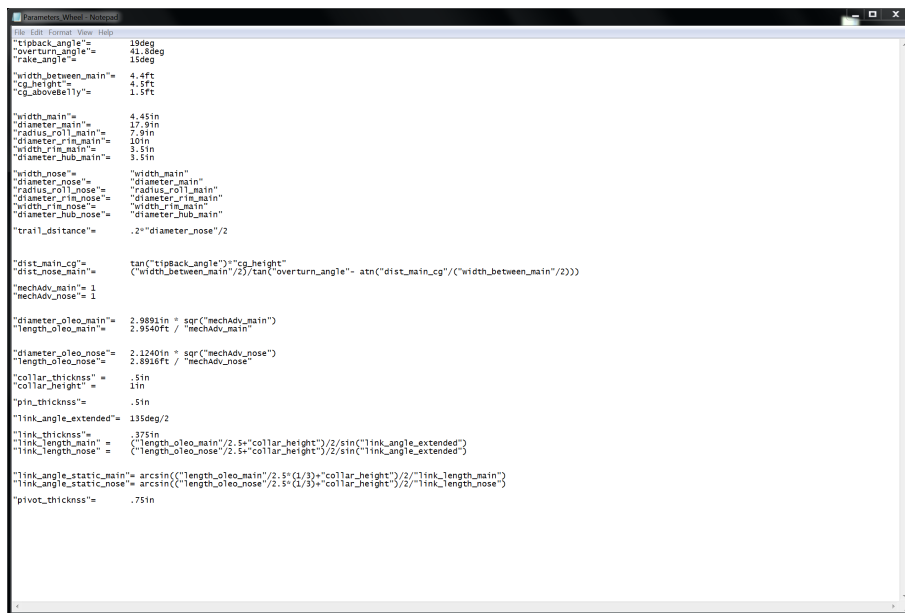 Parameters_Wheel - Notepad
File Edit Format View Help
"tipback_angle"= 19deg
"overturn_angle"= 41.8deg
"rake_angle"= 15deg
"width_between_main"= 4.4ft
"cg_height"= 4.5ft
"cg_aboveBelly"= 1.5ft
"width_main"= 4.45in
"diameter_main"= 17.9in
"radius_roll_main"= 7.9in
"diameter_rim_main"= 10in
"width_rim_main"= 3.5in
"diameter_hub_main"= 3.5in
"width_nose"= "width_main"
"diameter_nose"= "diameter_main"
"radius_roll_nose"= "radius_roll_main"
"diameter_rim_nose"= "diameter_rim_main"
"width_rim_nose"= "width_rim_main"
"diameter_hub_nose"= "diameter_hub_main"
"trail_dsitance"= .2*"diameter_nose"/2
"dist_main_cg"= tan("tipBack_angle")*"cg_height"
"dist_nose_main"= ("width_between_main"/2)/tan("overturn_angle"- atn("dist_main_cg"/("width_between_main"/2)))
"mechAdv_main"= 1
"mechAdv_nose"= 1
"diameter_oleo_main"= 2.9891in * sqr("mechAdv_main")
"length_oleo_main"= 2.9540ft / "mechAdv_main"
"diameter_oleo_nose"= 2.1240in * sqr("mechAdv_nose")
"length_oleo_nose"= 2.8916ft / "mechAdv_nose"
"collar_thicknss" = .5in
"collar_height" = 1in
"pin_thicknss"= .5in
"link_angle_extended"= 135deg/2
"link_thicknss"= .375in
"link_length_main" = ("length_oleo_main"/2.5+"collar_height")/2/sin("link_angle_extended")
"link_length_nose" = ("length_oleo_nose"/2.5+"collar_height")/2/sin("link_angle_extended")
"link_angle_static_main"= arcsin(("length_oleo_main"/2.5*(1/3)+"collar_height")/2/"link_length_main")
"link_angle_static_nose"= arcsin(("length_oleo_nose"/2.5*(1/3)+"collar_height")/2/"link_length_nose")
"pivot_thicknss"= .75in